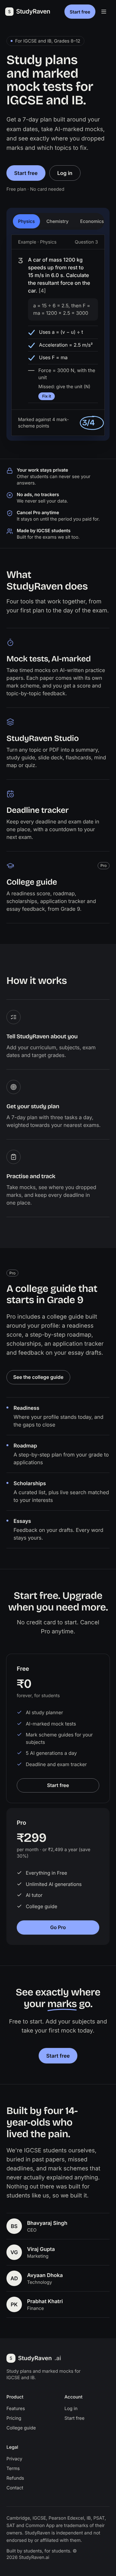 StudyRaven
Start free
For IGCSE and IB, Grades 8–12
Study plans
and marked
mock tests for
IGCSE and IB.
Get a 7-day plan built around your
exam dates, take AI-marked mocks,
and see exactly where you dropped
marks and which topics to fix.
Start free
Log in
Free plan · No card needed
Physics
Chemistry
Economics
Example · Physics
Question 3
3
A car of mass 1200 kg
speeds up from rest to
15 m/s in 6.0 s. Calculate
the resultant force on the
car. [4]
a = 15 ÷ 6 = 2.5, then F =
ma = 1200 × 2.5 = 3000
Uses a = (v − u) ÷ t
Acceleration = 2.5 m/s²
Uses F = ma
Force = 3000 N, with the
unit
Missed: give the unit (N)
Fix it
Marked against 4 mark-
scheme points
3/4
Your work stays private
Other students can never see your
answers.
No ads, no trackers
We never sell your data.
Cancel Pro anytime
It stays on until the period you paid for.
Made by IGCSE students
Built for the exams we all sit.
What
StudyRaven does
Four tools that work together, from
your first plan to the day of the exam.
Mock tests, AI-marked
Take timed mocks on AI-written practice
papers. Each paper comes with its own
mark scheme, and you get a score and
topic-by-topic feedback.
StudyRaven Studio
Turn any topic or PDF into a summary,
study guide, slide deck, flashcards, mind
map or quiz.
Deadline tracker
Keep every deadline and exam date in
one place, with a countdown to your
next exam.
Pro
College guide
A readiness score, roadmap,
scholarships, application tracker and
essay feedback, from Grade 9.
How it works
Tell StudyRaven about you
Add your curriculum, subjects, exam
dates and target grades.
Get your study plan
A 7-day plan with three tasks a day,
weighted towards your nearest exams.
Practise and track
Take mocks, see where you dropped
marks, and keep every deadline in
one place.
Pro
A college guide that
starts in Grade 9
Pro includes a college guide built
around your profile: a readiness
score, a step-by-step roadmap,
scholarships, an application tracker
and feedback on your essay drafts.
See the college guide
Readiness
Where your profile stands today, and
the gaps to close
Roadmap
A step-by-step plan from your grade to
applications
Scholarships
A curated list, plus live search matched
to your interests
Essays
Feedback on your drafts. Every word
stays yours.
Start free. Upgrade
when you need more.
No credit card to start. Cancel
Pro anytime.
Free
₹0
forever, for students
AI study planner
AI-marked mock tests
Mark scheme guides for your
subjects
5 AI generations a day
Deadline and exam tracker
Start free
Pro
₹299
per month · or ₹2,499 a year (save
30%)
Everything in Free
Unlimited AI generations
AI tutor
College guide
Go Pro
See exactly where
your marks go.
Free to start. Add your subjects and
take your first mock today.
Start free
Built by four 14-
year-olds who
lived the pain.
We're IGCSE students ourselves,
buried in past papers, missed
deadlines, and mark schemes that
never actually explained anything.
Nothing out there was built for
students like us, so we built it.
BS
Bhavyaraj Singh
CEO
VG
Viraj Gupta
Marketing
AD
Avyaan Dhoka
Technology
PK
Prabhat Khatri
Finance
StudyRaven .ai
Study plans and marked mocks for
IGCSE and IB.
Product
Account
Features
Log in
Pricing
Start free
College guide
Legal
Privacy
Terms
Refunds
Contact
Cambridge, IGCSE, Pearson Edexcel, IB, PSAT,
SAT and Common App are trademarks of their
owners. StudyRaven is independent and not
endorsed by or affiliated with them.
Built by students, for students. ©
2026 StudyRaven.ai